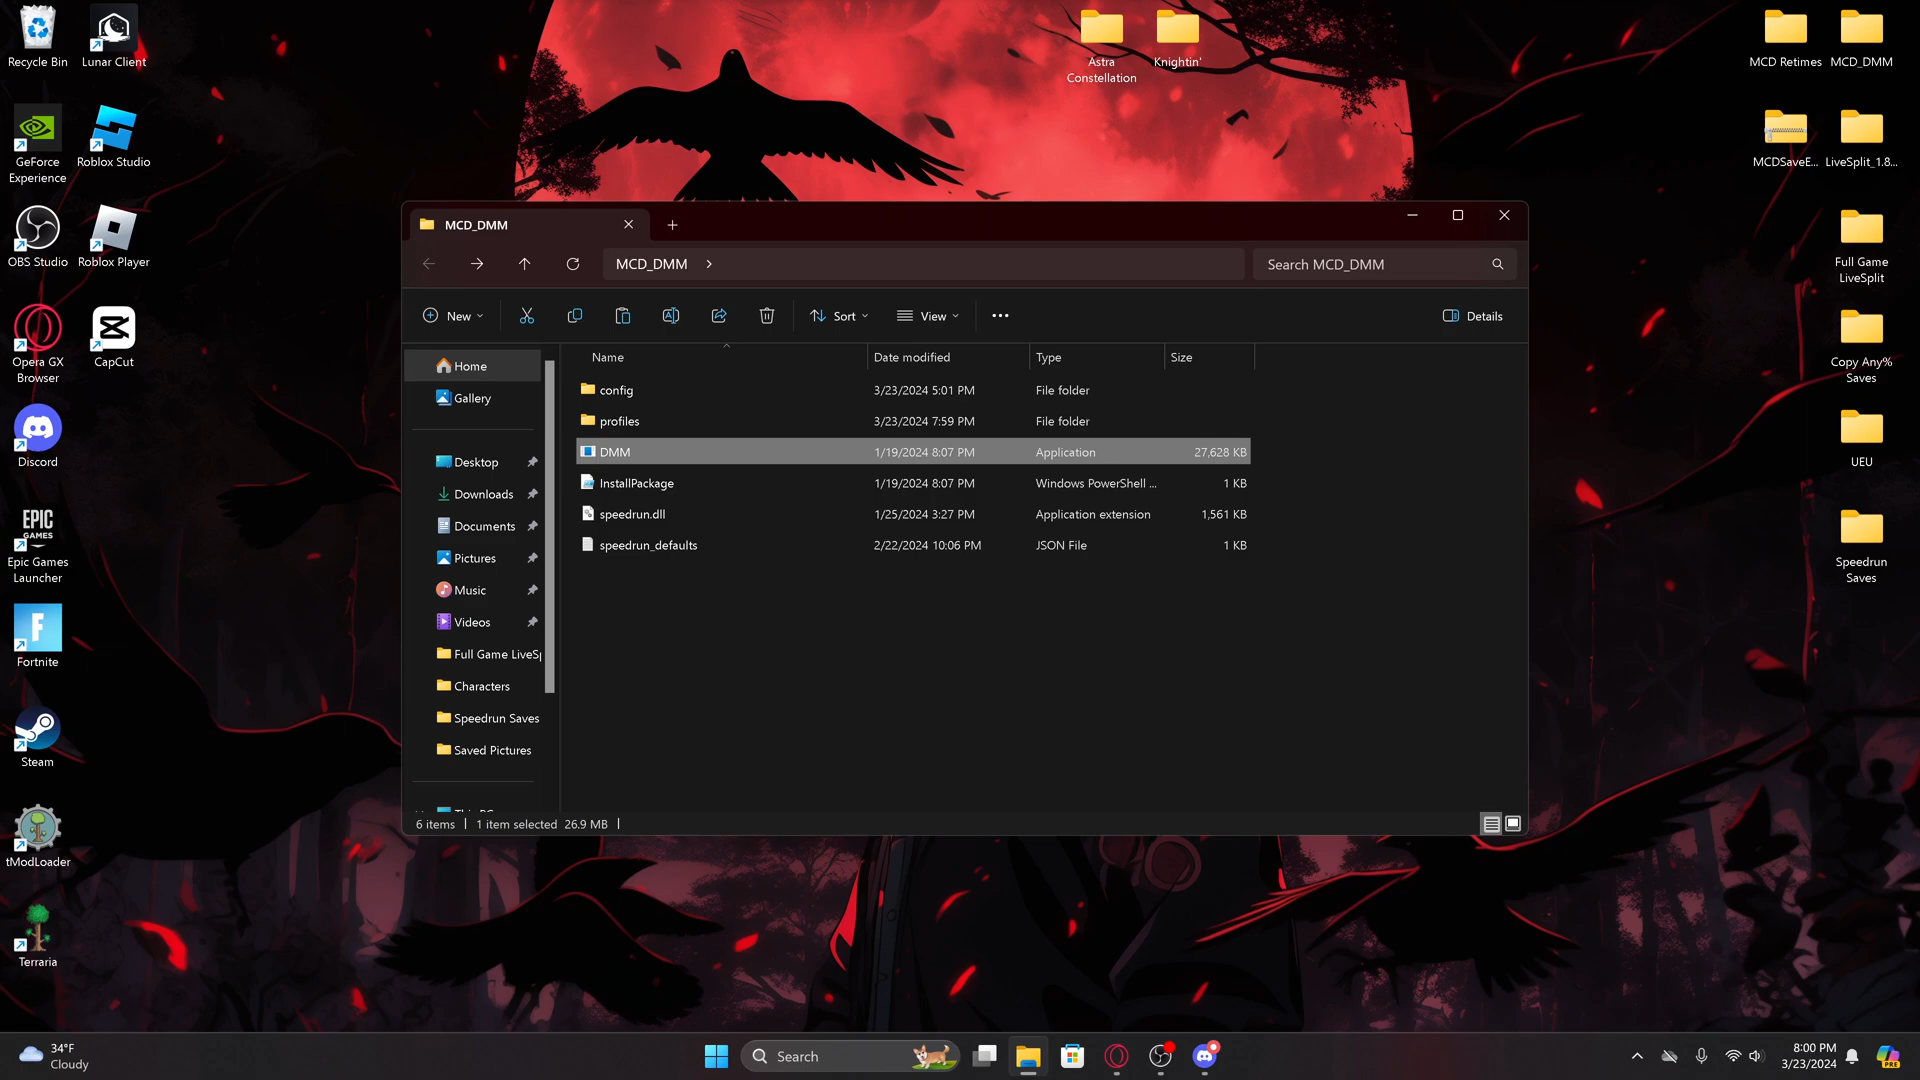 Recycle Bin
Lunar Client
GeForce
Experience
Roblox Studio
OBS Studio
Roblox Player
Opera GX
Browser
CapCut
Discord
EPIC
GAMES
Epic Games
Launcher
Fortnite
Steam
tModLoader
Terraria
Astra
Constellation
Knightin'
MCD Retimes
MCD_DMM
MCDSaveE...
LiveSplit_1.8...
Full Game
LiveSplit
Copy Any%
Saves
UEU
Speedrun
Saves
MCD_DMM
MCD_DMM
Search MCD_DMM
New
Sort
View
Details
Home
Gallery
Desktop
Downloads
Documents
Pictures
Music
Videos
Full Game LiveSp
Characters
Speedrun Saves
Saved Pictures
This PC
Name Date modified Type Size
config 3/23/2024 5:01 PM File folder
profiles 3/23/2024 7:59 PM File folder
DMM 1/19/2024 8:07 PM Application 27,628 KB
InstallPackage 1/19/2024 8:07 PM Windows PowerShell ... 1 KB
speedrun.dll 1/25/2024 3:27 PM Application extension 1,561 KB
speedrun_defaults 2/22/2024 10:06 PM JSON File 1 KB
6 items 1 item selected 26.9 MB
34°F
Cloudy
Search
8:00 PM
3/23/2024
PRE